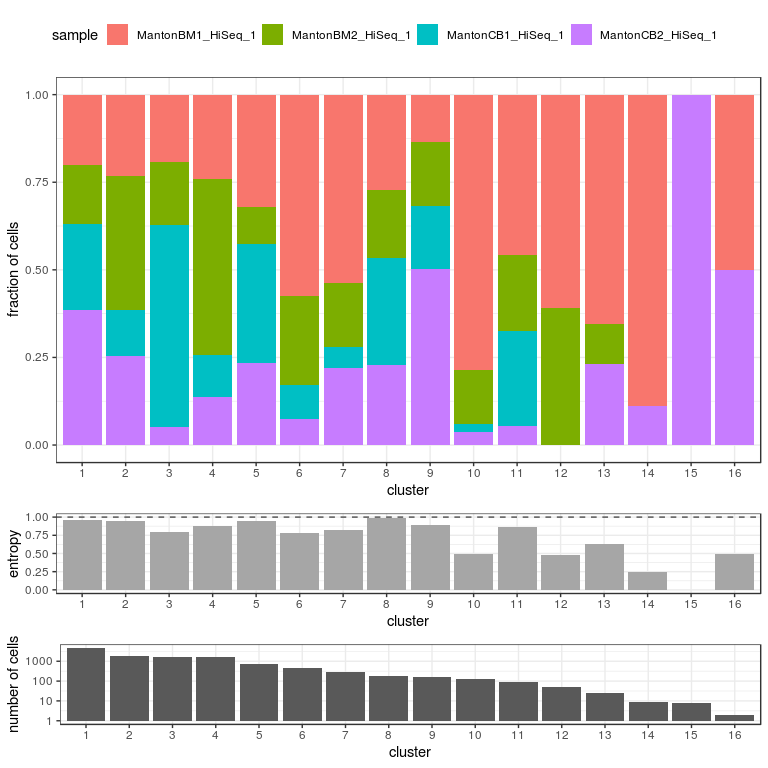 sample MantonBM1_HiSeq_1 MantonBM2_HiSeq_1 MantonCB1_HiSeq_1 MantonCB2_HiSeq_1
fraction of cells
1.00
0.75
0.50
0.25
0.00
1 2 3 4 5 6 7 8 9 10 11 12 13 14 15 16
cluster
entropy
1.00
0.75
0.50
0.25
0.00
1 2 3 4 5 6 7 8 9 10 11 12 13 14 15 16
cluster
number of cells
1000
100
10
1
1 2 3 4 5 6 7 8 9 10 11 12 13 14 15 16
cluster